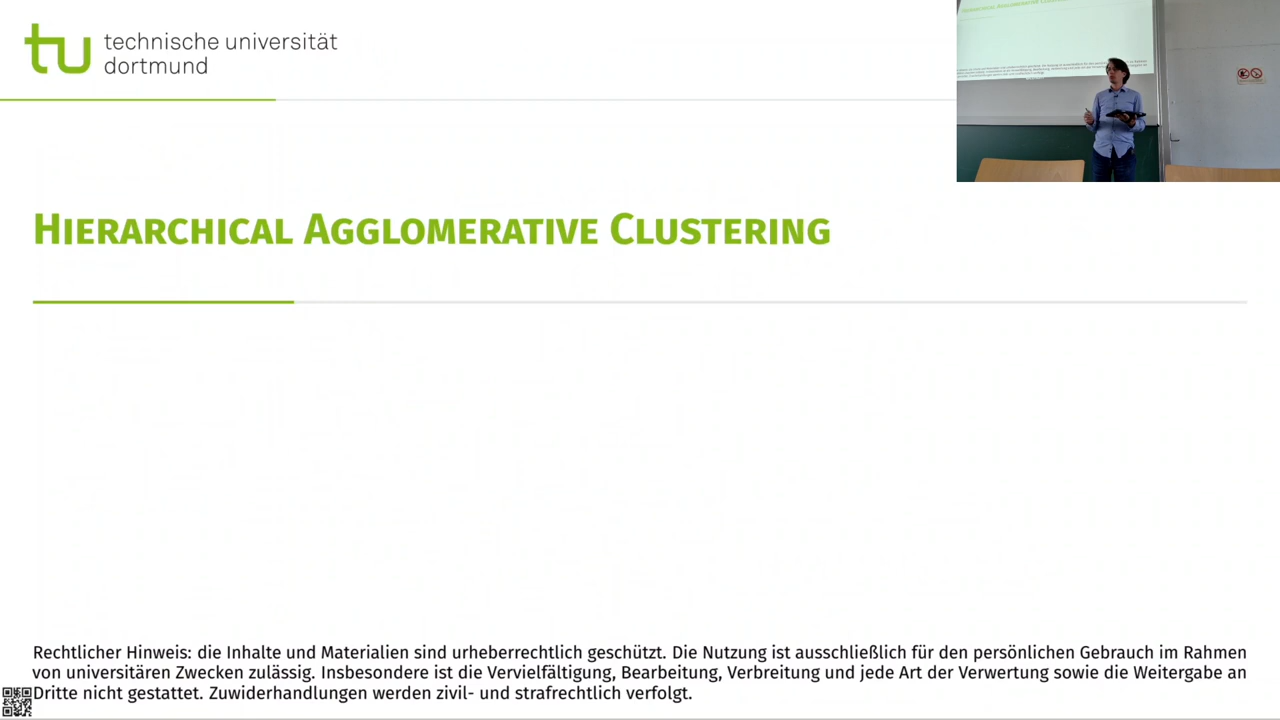 technische universität
dortmund
Hierarchical Agglomerative Clustering
Rechtlicher Hinweis: die Inhalte und Materialien sind urheberrechtlich geschützt. Die Nutzung ist ausschließlich für den persönlichen Gebrauch im Rahmen
von universitären Zwecken zulässig. Insbesondere ist die Vervielfältigung, Bearbeitung, Verbreitung und jede Art der Verwertung sowie die Weitergabe an
Dritte nicht gestattet. Zuwiderhandlungen werden zivil- und strafrechtlich verfolgt.